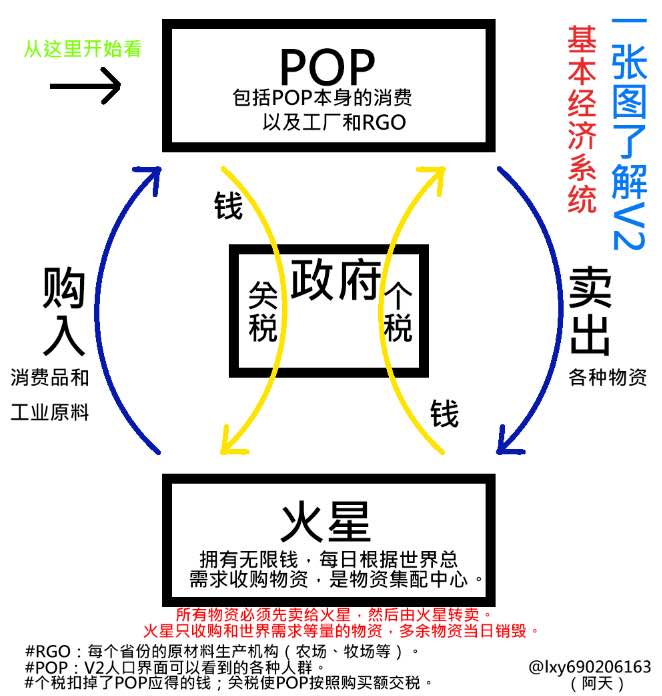 从这里开始看
POP
包括POP本身的消费
以及工厂和RGO
一张图了解V2
基本经济系统
钱
政府
关税
个税
购入
消费品和
工业原料
卖出
各种物资
钱
火星
拥有无限钱，每日根据世界总
需求收购物资，是物资集配中心。
所有物资必须先卖给火星，然后由火星转卖。
火星只收购和世界需求等量的物资，多余物资当日销毁。
#RGO：每个省份的原材料生产机构（农场、牧场等）。
#POP：V2人口界面可以看到的各种人群。
#个税扣掉了POP应得的钱；关税使POP按照购买额交税。
@lxy690206163
（阿天）